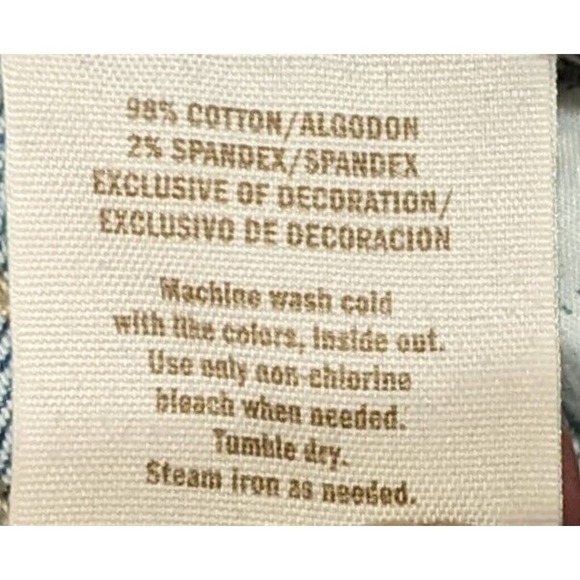 98% COTTON/ALGODON
2% SPANDEX/SPANDEX
EXCLUSIVE OF DECORATION/
EXCLUSIVO DE DECORACION
Machine wash cold
with like colors, inside out.
Use only non-chlorine
bleach when needed.
Tumble dry.
Steam iron as needed.